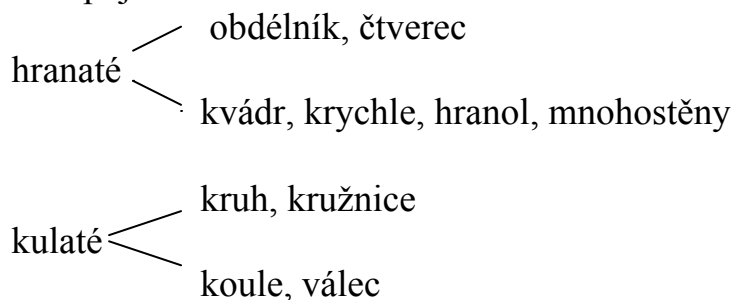 obdélník, čtverec
hranaté
kvádr, krychle, hranol, mnohostěny
kruh, kružnice
kulaté
koule, válec